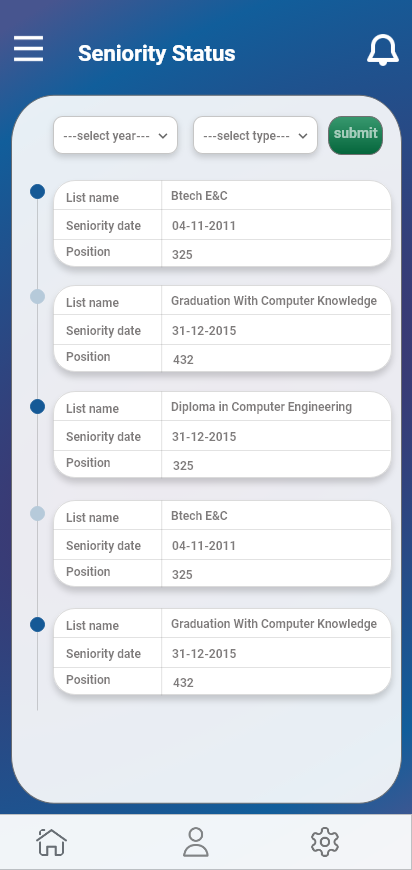 Seniority Status
---select year---
---select type---
submit
List name Btech E&C
Seniority date 04-11-2011
Position 325
List name Graduation With Computer Knowledge
Seniority date 31-12-2015
Position 432
List name Diploma in Computer Engineering
Seniority date 31-12-2015
Position 325
List name Btech E&C
Seniority date 04-11-2011
Position 325
List name Graduation With Computer Knowledge
Seniority date 31-12-2015
Position 432